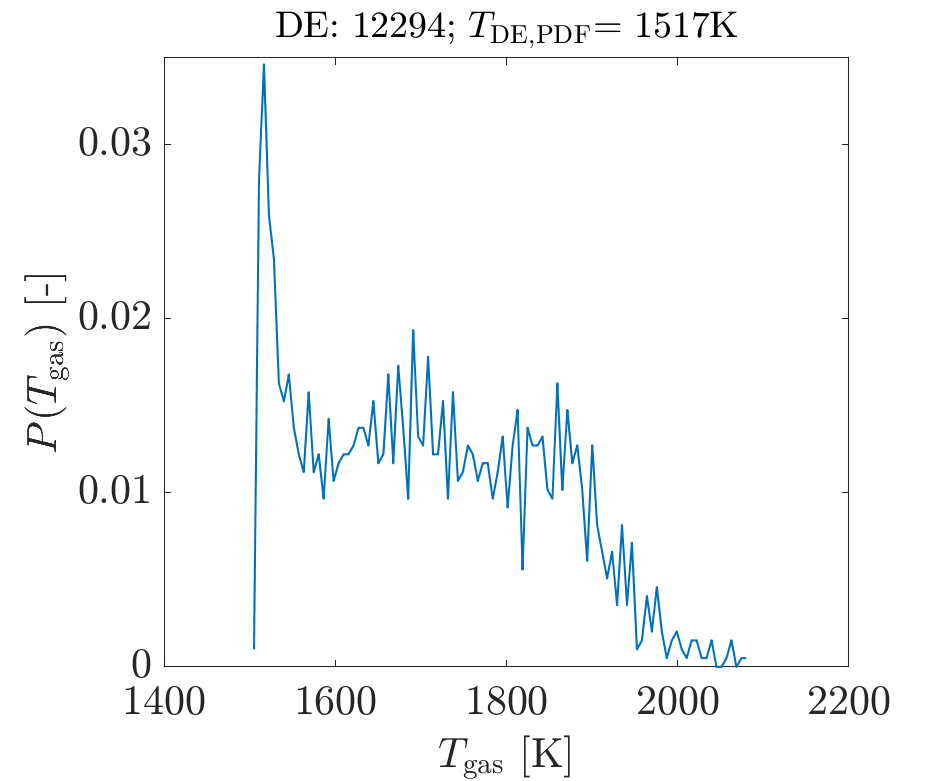 DE: 12294; T_DE,PDF= 1517K
0.03
0.02
0.01
0
P(T_gas) [-]
1400 1600 1800 2000 2200
T_gas [K]